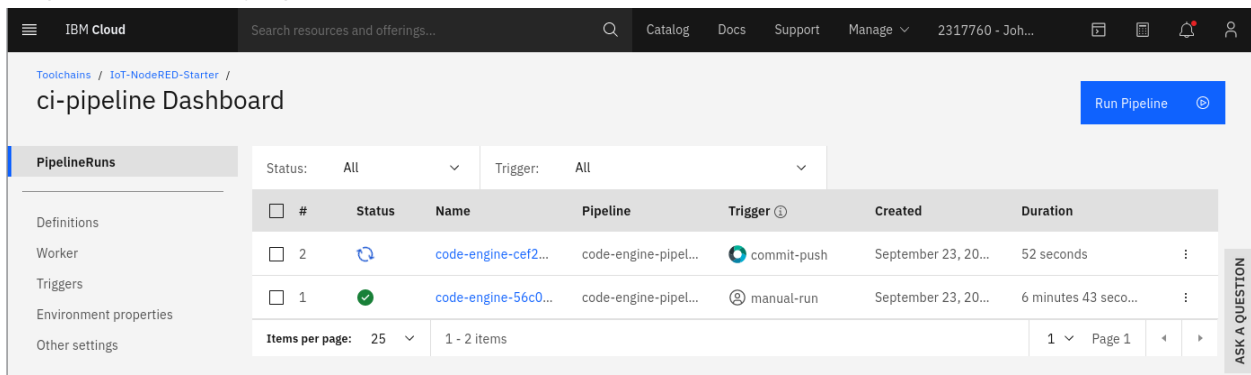 IBM Cloud Search resources and offerings... Catalog Docs Support Manage 2317760 - Joh...
Toolchains / IoT-NodeRED-Starter /
ci-pipeline Dashboard
Run Pipeline
PipelineRuns
Definitions
Worker
Triggers
Environment properties
Other settings
Status: All Trigger: All
# Status Name Pipeline Trigger Created Duration
2 code-engine-cef2... code-engine-pipel... commit-push September 23, 20... 52 seconds
1 code-engine-56c0... code-engine-pipel... manual-run September 23, 20... 6 minutes 43 seco...
Items per page: 25 1 - 2 items 1 Page 1
ASK A QUESTION